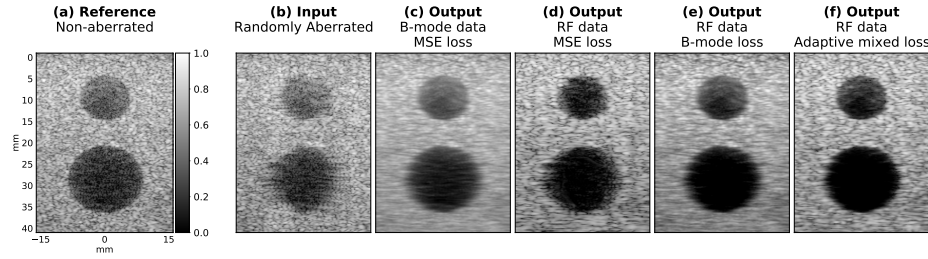 (a) Reference
Non-aberrated
(b) Input
Randomly Aberrated
(c) Output
B-mode data
MSE loss
(d) Output
RF data
MSE loss
(e) Output
RF data
B-mode loss
(f) Output
RF data
Adaptive mixed loss
0
5
10
15
20
25
30
35
40
mm
−15
0
15
mm
1.0
0.8
0.6
0.4
0.2
0.0